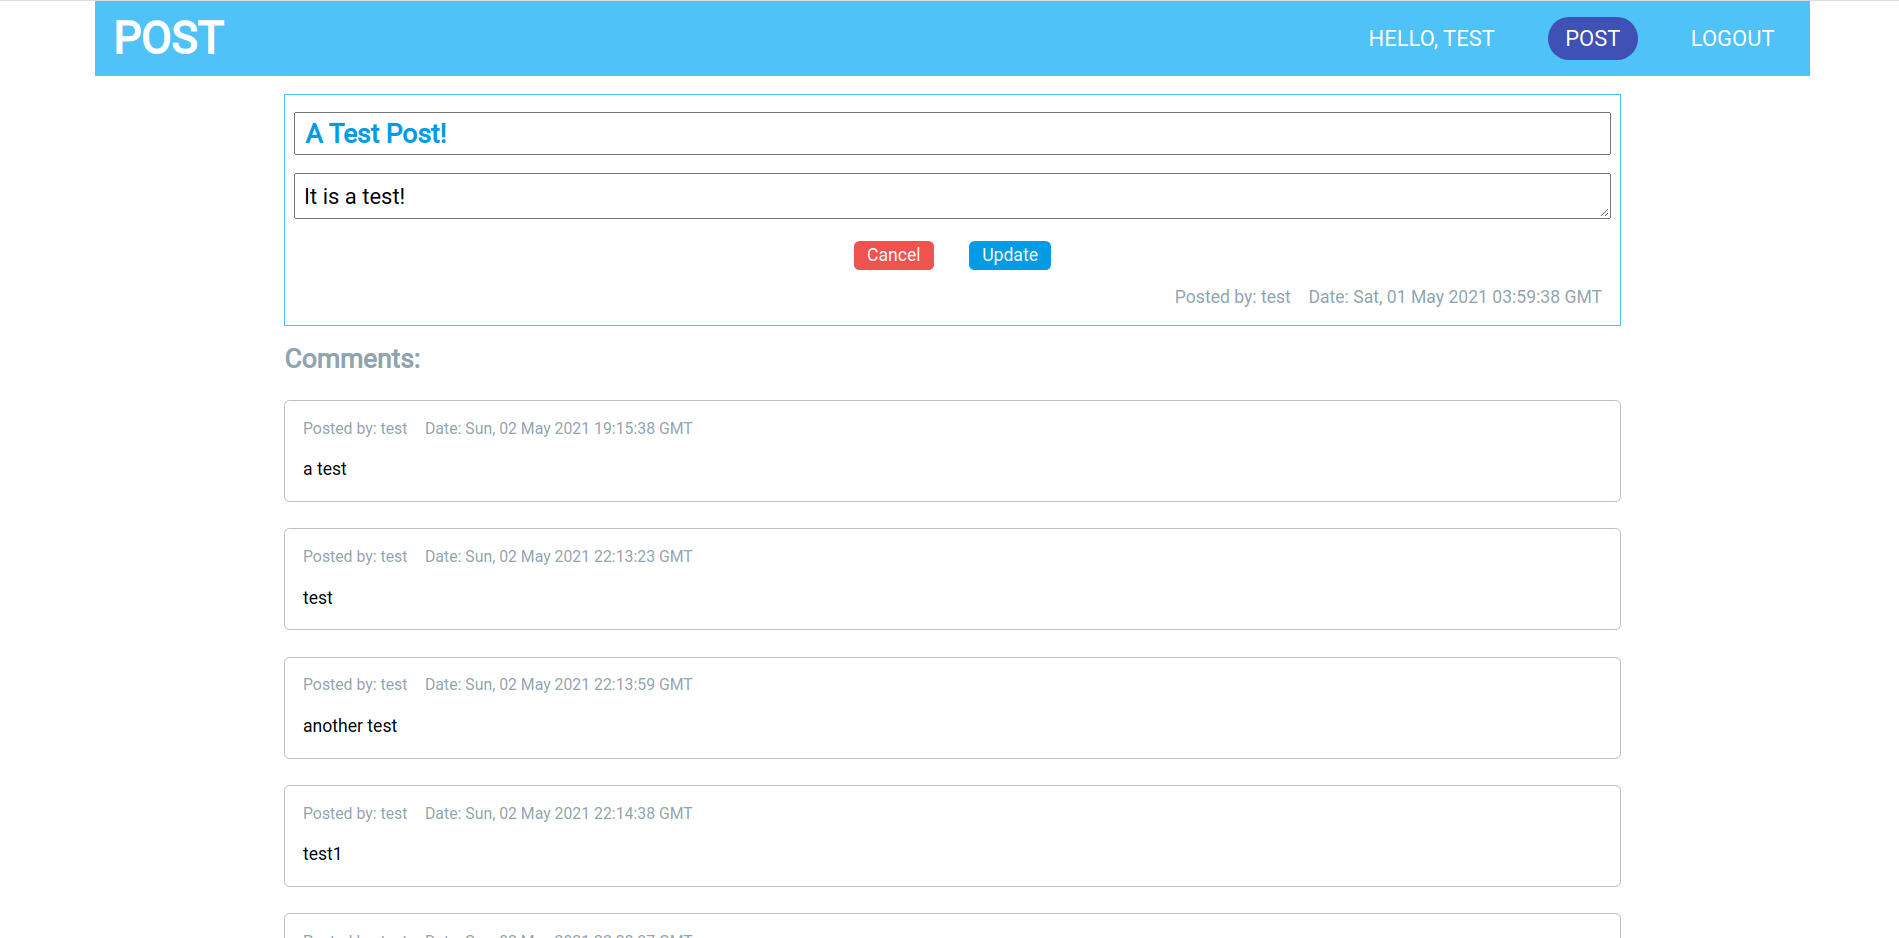 POST
HELLO, TEST POST LOGOUT
A Test Post!
It is a test!
Cancel Update
Posted by: test Date: Sat, 01 May 2021 03:59:38 GMT
Comments:
Posted by: test Date: Sun, 02 May 2021 19:15:38 GMT
a test
Posted by: test Date: Sun, 02 May 2021 22:13:23 GMT
test
Posted by: test Date: Sun, 02 May 2021 22:13:59 GMT
another test
Posted by: test Date: Sun, 02 May 2021 22:14:38 GMT
test1